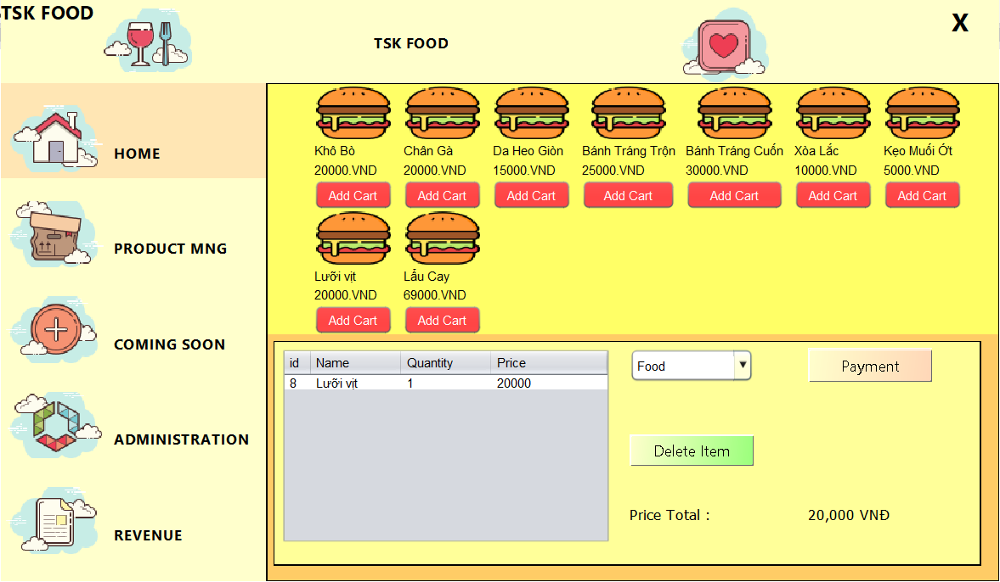 TSK FOOD
TSK FOOD
X
HOME
PRODUCT MNG
COMING SOON
ADMINISTRATION
REVENUE
Khô Bò Chân Gà Da Heo Giòn Bánh Tráng Trộn Bánh Tráng Cuốn Xòa Lắc Kẹo Muối Ớt
20000.VND 20000.VND 15000.VND 25000.VND 30000.VND 10000.VND 5000.VND
Add Cart Add Cart Add Cart Add Cart Add Cart Add Cart Add Cart
Lưỡi vịt Lẩu Cay
20000.VND 69000.VND
Add Cart Add Cart
id Name Quantity Price
8 Lưỡi vịt 1 20000
Food
Payment
Delete Item
Price Total : 20,000 VNĐ